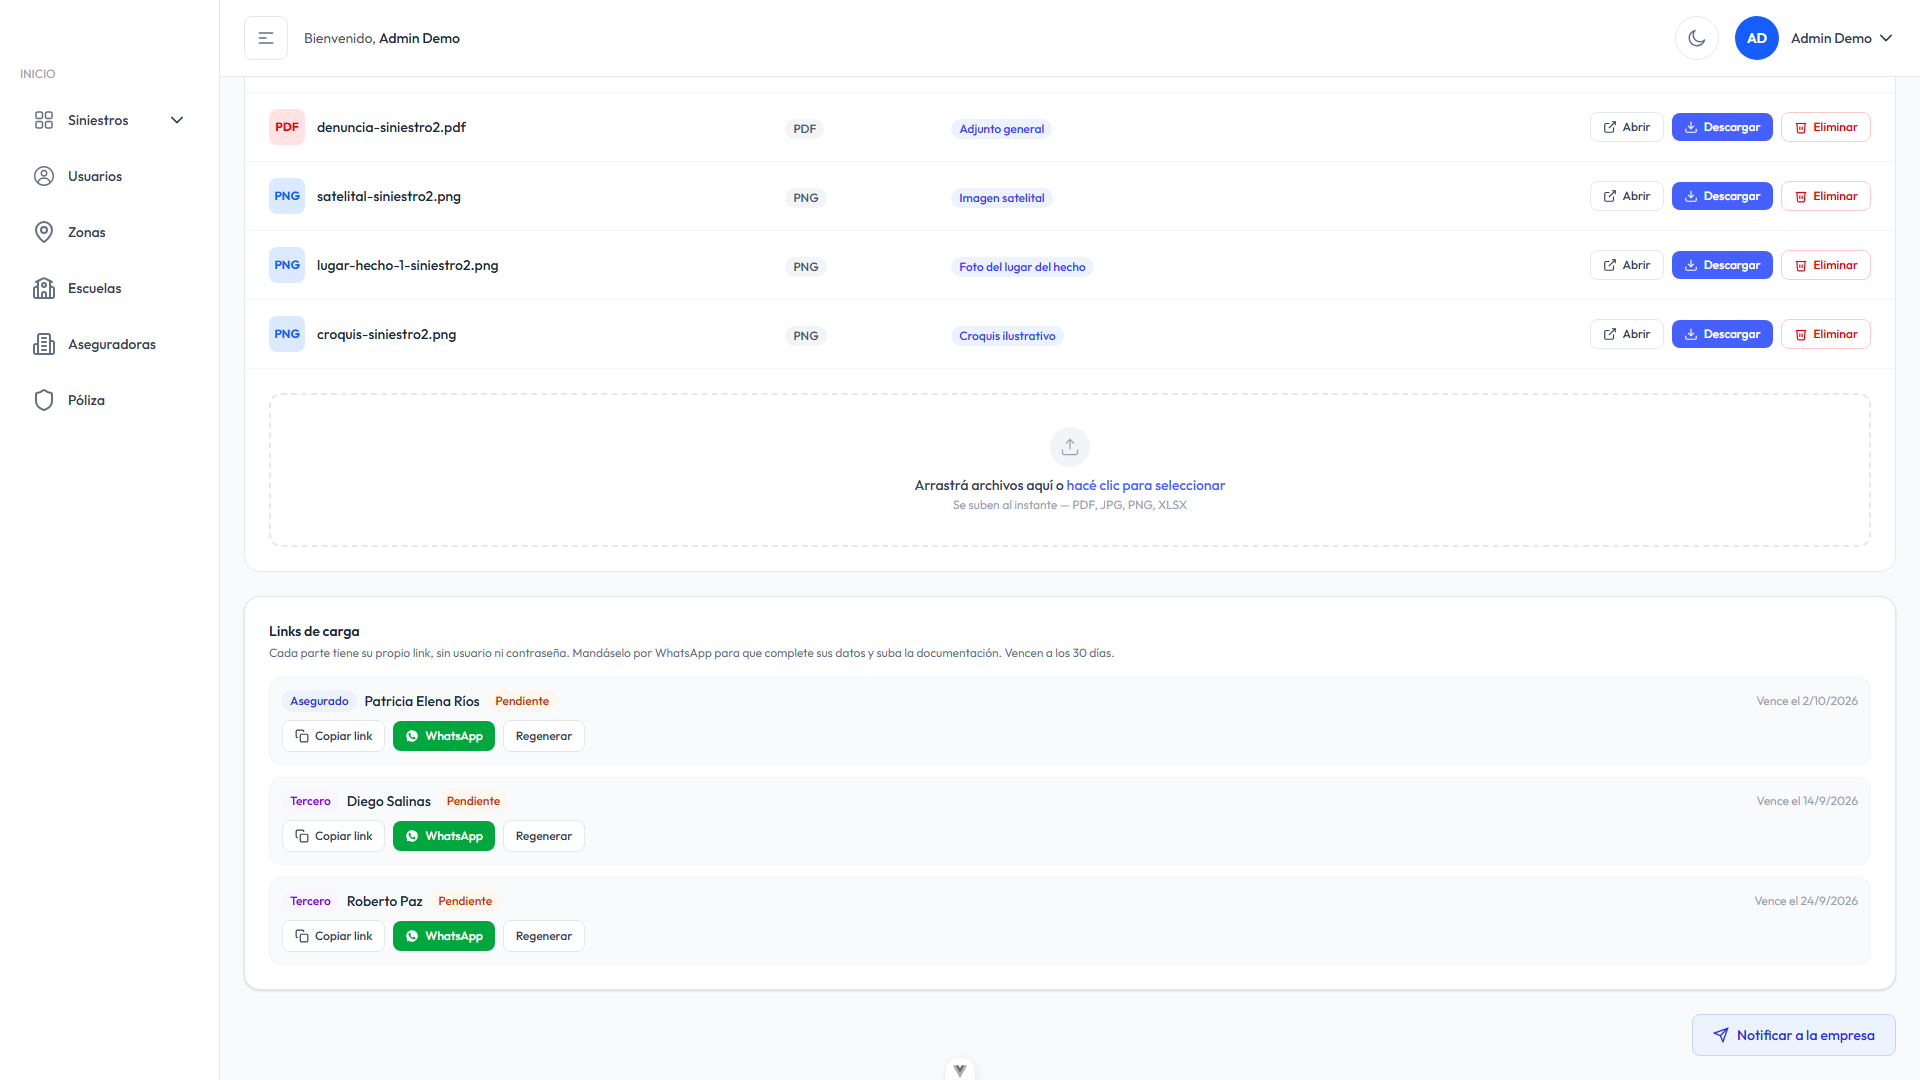 Bienvenido, Admin Demo
AD
Admin Demo
INICIO
Siniestros
Usuarios
Zonas
Escuelas
Aseguradoras
Póliza
PDF denuncia-siniestro2.pdf PDF Adjunto general Abrir Descargar Eliminar
PNG satelital-siniestro2.png PNG Imagen satelital Abrir Descargar Eliminar
PNG lugar-hecho-1-siniestro2.png PNG Foto del lugar del hecho Abrir Descargar Eliminar
PNG croquis-siniestro2.png PNG Croquis ilustrativo Abrir Descargar Eliminar
Arrastrá archivos aquí o hacé clic para seleccionar
Se suben al instante — PDF, JPG, PNG, XLSX
Links de carga
Cada parte tiene su propio link, sin usuario ni contraseña. Mandáselo por WhatsApp para que complete sus datos y suba la documentación. Vencen a los 30 días.
Asegurado Patricia Elena Ríos Pendiente Vence el 2/10/2026
Copiar link WhatsApp Regenerar
Tercero Diego Salinas Pendiente Vence el 14/9/2026
Copiar link WhatsApp Regenerar
Tercero Roberto Paz Pendiente Vence el 24/9/2026
Copiar link WhatsApp Regenerar
Notificar a la empresa